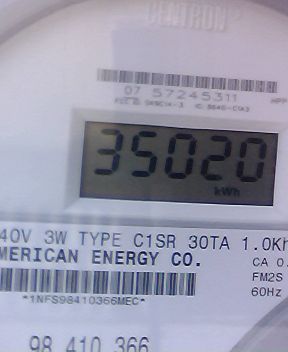 CENTRON®
07 57245311
35020
kWh
40V 3W TYPE C1SR 30TA 1.0Kh
MERICAN ENERGY CO.
CA 0.
FM2S
60Hz
*1NFS98410366MEC*
98 410 366